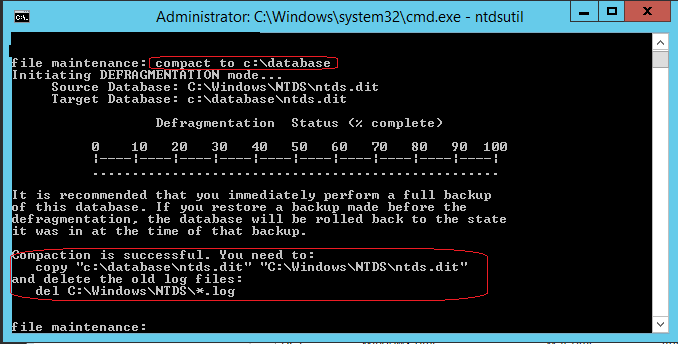 Administrator: C:\Windows\system32\cmd.exe - ntdsutil
C:\.
file maintenance: compact to c:\database
Initiating DEFRAGMENTATION mode...
Source Database: C:\Windows\NTDS\ntds.dit
Target Database: c:\database\ntds.dit
Defragmentation Status (% complete)
0 10 20 30 40 50 60 70 80 90 100
|----|----|----|----|----|----|----|----|----|----|
...................................................
It is recommended that you immediately perform a full backup
of this database. If you restore a backup made before the
defragmentation, the database will be rolled back to the state
it was in at the time of that backup.
Compaction is successful. You need to:
copy "c:\database\ntds.dit" "C:\Windows\NTDS\ntds.dit"
and delete the old log files:
del C:\Windows\NTDS\*.log
file maintenance: